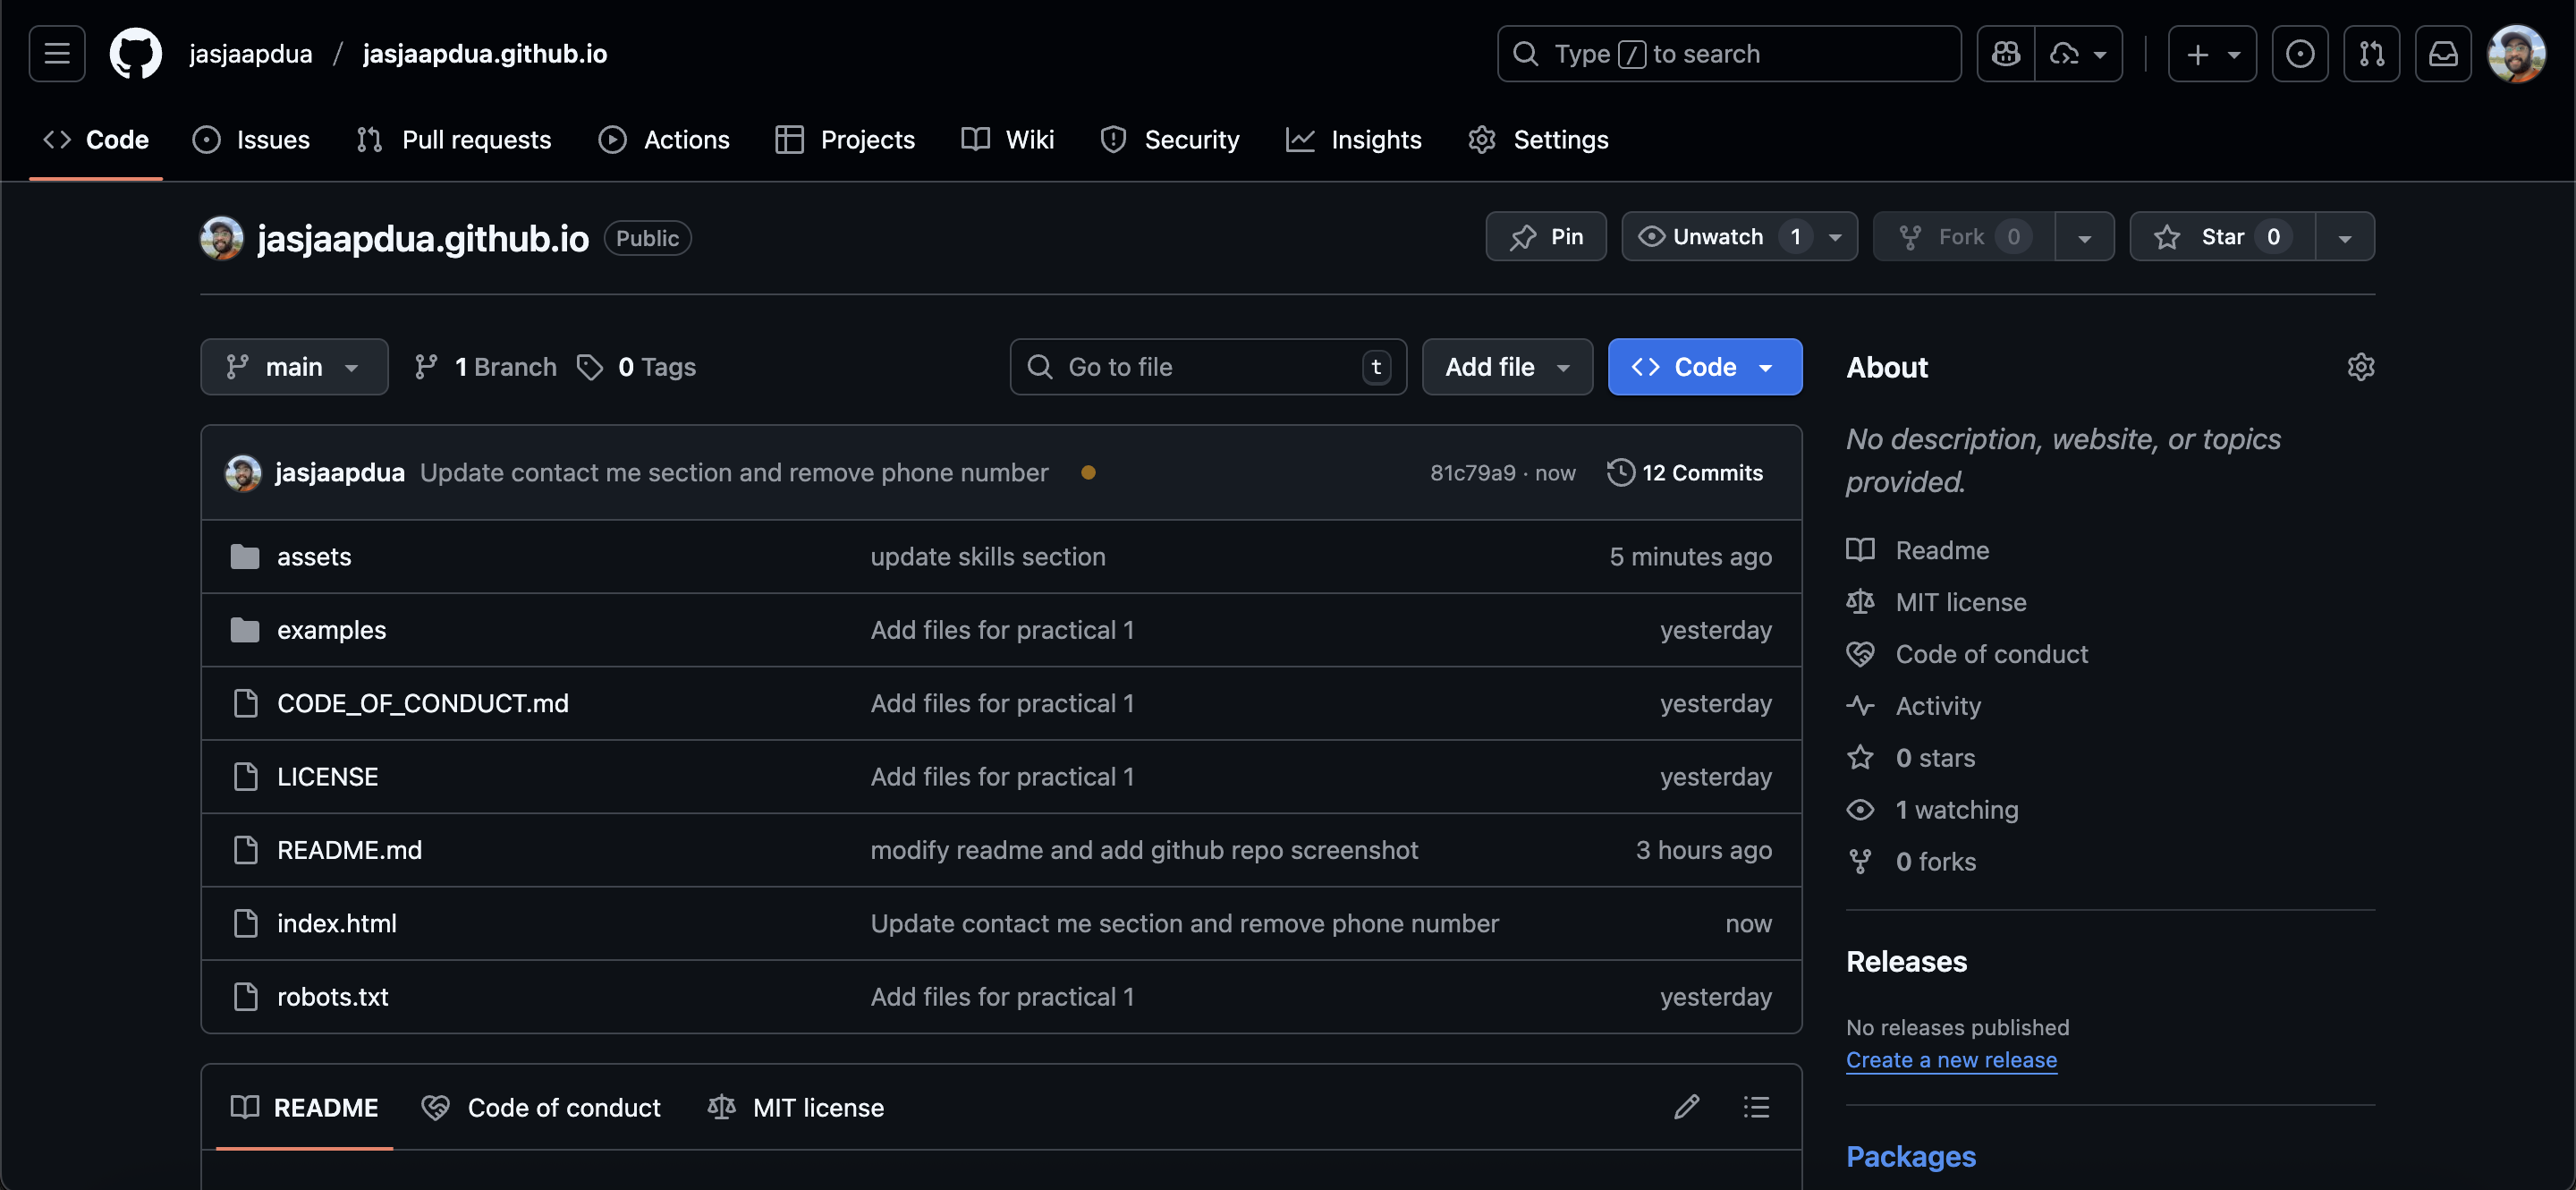 jasjaapdua / jasjaapdua.github.io
Type / to search
Code Issues Pull requests Actions Projects Wiki Security Insights Settings
jasjaapdua.github.io Public
Pin Unwatch 1 Fork 0 Star 0
main 1 Branch 0 Tags Go to file t Add file Code
jasjaapdua Update contact me section and remove phone number 81c79a9 · now 12 Commits
assets update skills section 5 minutes ago
examples Add files for practical 1 yesterday
CODE_OF_CONDUCT.md Add files for practical 1 yesterday
LICENSE Add files for practical 1 yesterday
README.md modify readme and add github repo screenshot 3 hours ago
index.html Update contact me section and remove phone number now
robots.txt Add files for practical 1 yesterday
README Code of conduct MIT license
About
No description, website, or topics
provided.
Readme
MIT license
Code of conduct
Activity
0 stars
1 watching
0 forks
Releases
No releases published
Create a new release
Packages